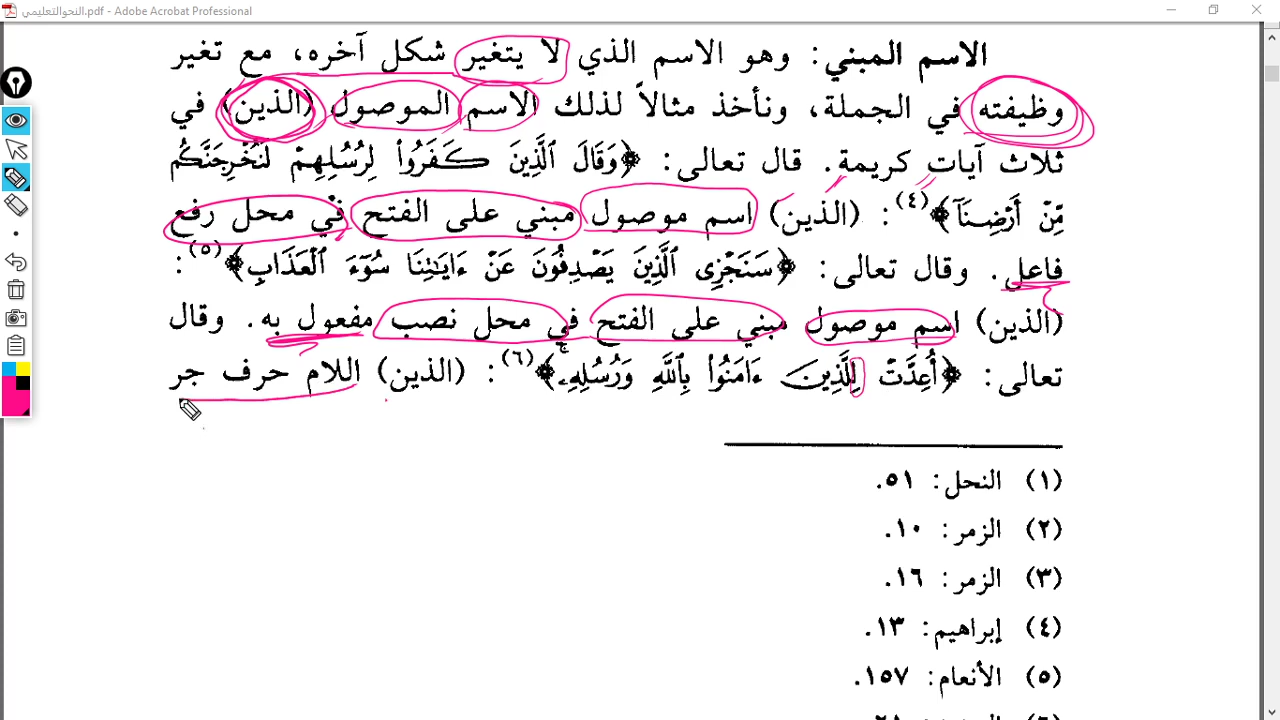 النحوالتعليمي.pdf - Adobe Acrobat Professional
الاسم المبني: وهو الاسم الذي لا يتغير شكل آخره، مع تغير
وظيفته في الجملة، ونأخذ مثالاً لذلك الاسم الموصول (الذين) في
ثلاث آيات كريمة. قال تعالى: ﴿وَقَالَ ٱلَّذِينَ كَفَرُوا۟ لِرُسُلِهِمْ لَنُخْرِجَنَّكُم
مِّنْ أَرْضِنَآ﴾(٤): (الذين) اسم موصول مبني على الفتح في محل رفع
فاعل. وقال تعالى: ﴿سَنَجْزِى ٱلَّذِينَ يَصْدِفُونَ عَنْ ءَايَـٰتِنَا سُوٓءَ ٱلْعَذَابِ﴾(٥):
(الذين) اسم موصول مبني على الفتح في محل نصب مفعول به. وقال
تعالى: ﴿أُعِدَّتْ لِلَّذِينَ ءَامَنُوا۟ بِٱللَّهِ وَرُسُلِهِۦ﴾(٦): (الذين) اللام حرف جر
(١) النحل: ٥١.
(٢) الزمر: ١٠.
(٣) الزمر: ١٦.
(٤) إبراهيم: ١٣.
(٥) الأنعام: ١٥٧.